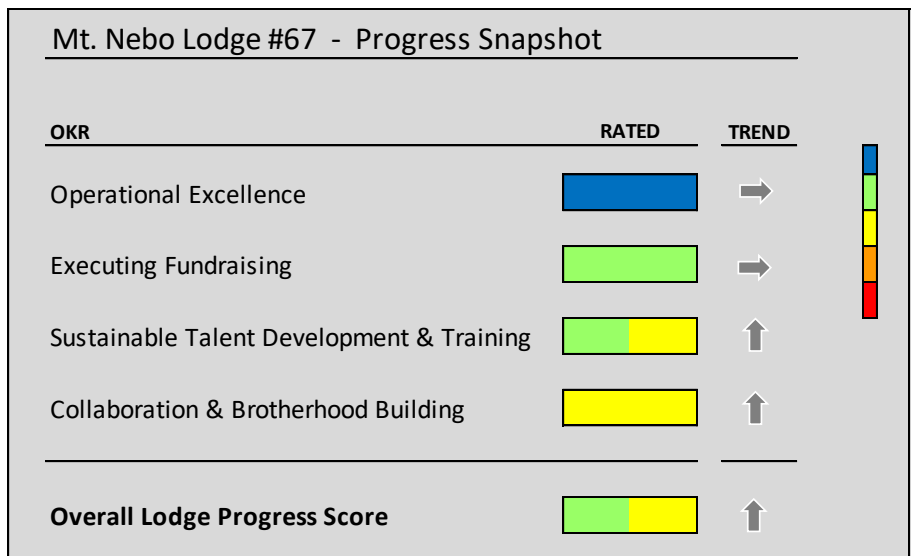 Mt. Nebo Lodge #67 - Progress Snapshot
OKR RATED TREND
Operational Excellence
Executing Fundraising
Sustainable Talent Development & Training
Collaboration & Brotherhood Building
Overall Lodge Progress Score